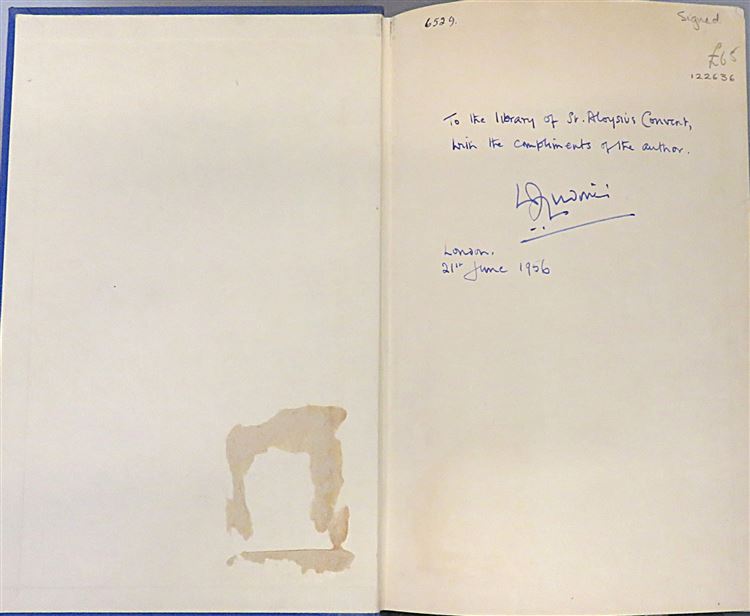 6529.
Signed
£65
122636
To the library of St. Aloysius Convent,
with the compliments of the author.
London.
21st June 1956